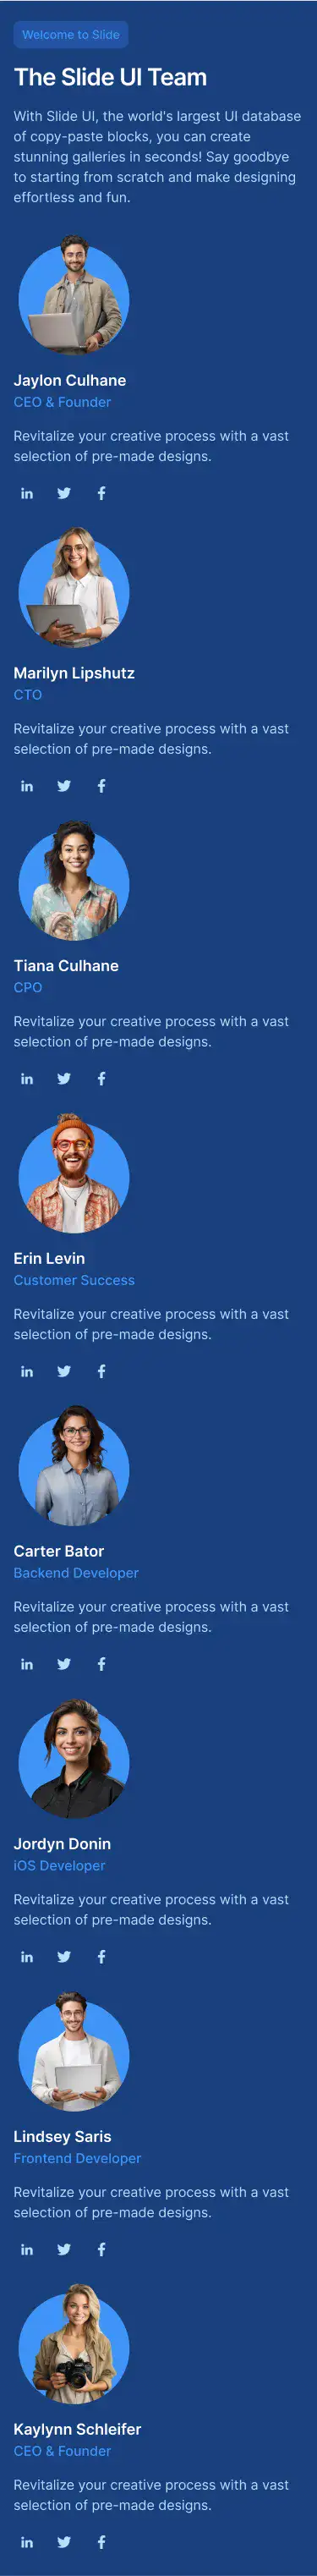 Welcome to Slide
The Slide UI Team
With Slide UI, the world's largest UI database
of copy-paste blocks, you can create
stunning galleries in seconds! Say goodbye
to starting from scratch and make designing
effortless and fun.
Jaylon Culhane
CEO & Founder
Revitalize your creative process with a vast
selection of pre-made designs.
in f
Marilyn Lipshutz
CTO
Revitalize your creative process with a vast
selection of pre-made designs.
in f
Tiana Culhane
CPO
Revitalize your creative process with a vast
selection of pre-made designs.
in f
Erin Levin
Customer Success
Revitalize your creative process with a vast
selection of pre-made designs.
in f
Carter Bator
Backend Developer
Revitalize your creative process with a vast
selection of pre-made designs.
in f
Jordyn Donin
iOS Developer
Revitalize your creative process with a vast
selection of pre-made designs.
in f
Lindsey Saris
Frontend Developer
Revitalize your creative process with a vast
selection of pre-made designs.
in f
Kaylynn Schleifer
CEO & Founder
Revitalize your creative process with a vast
selection of pre-made designs.
in f